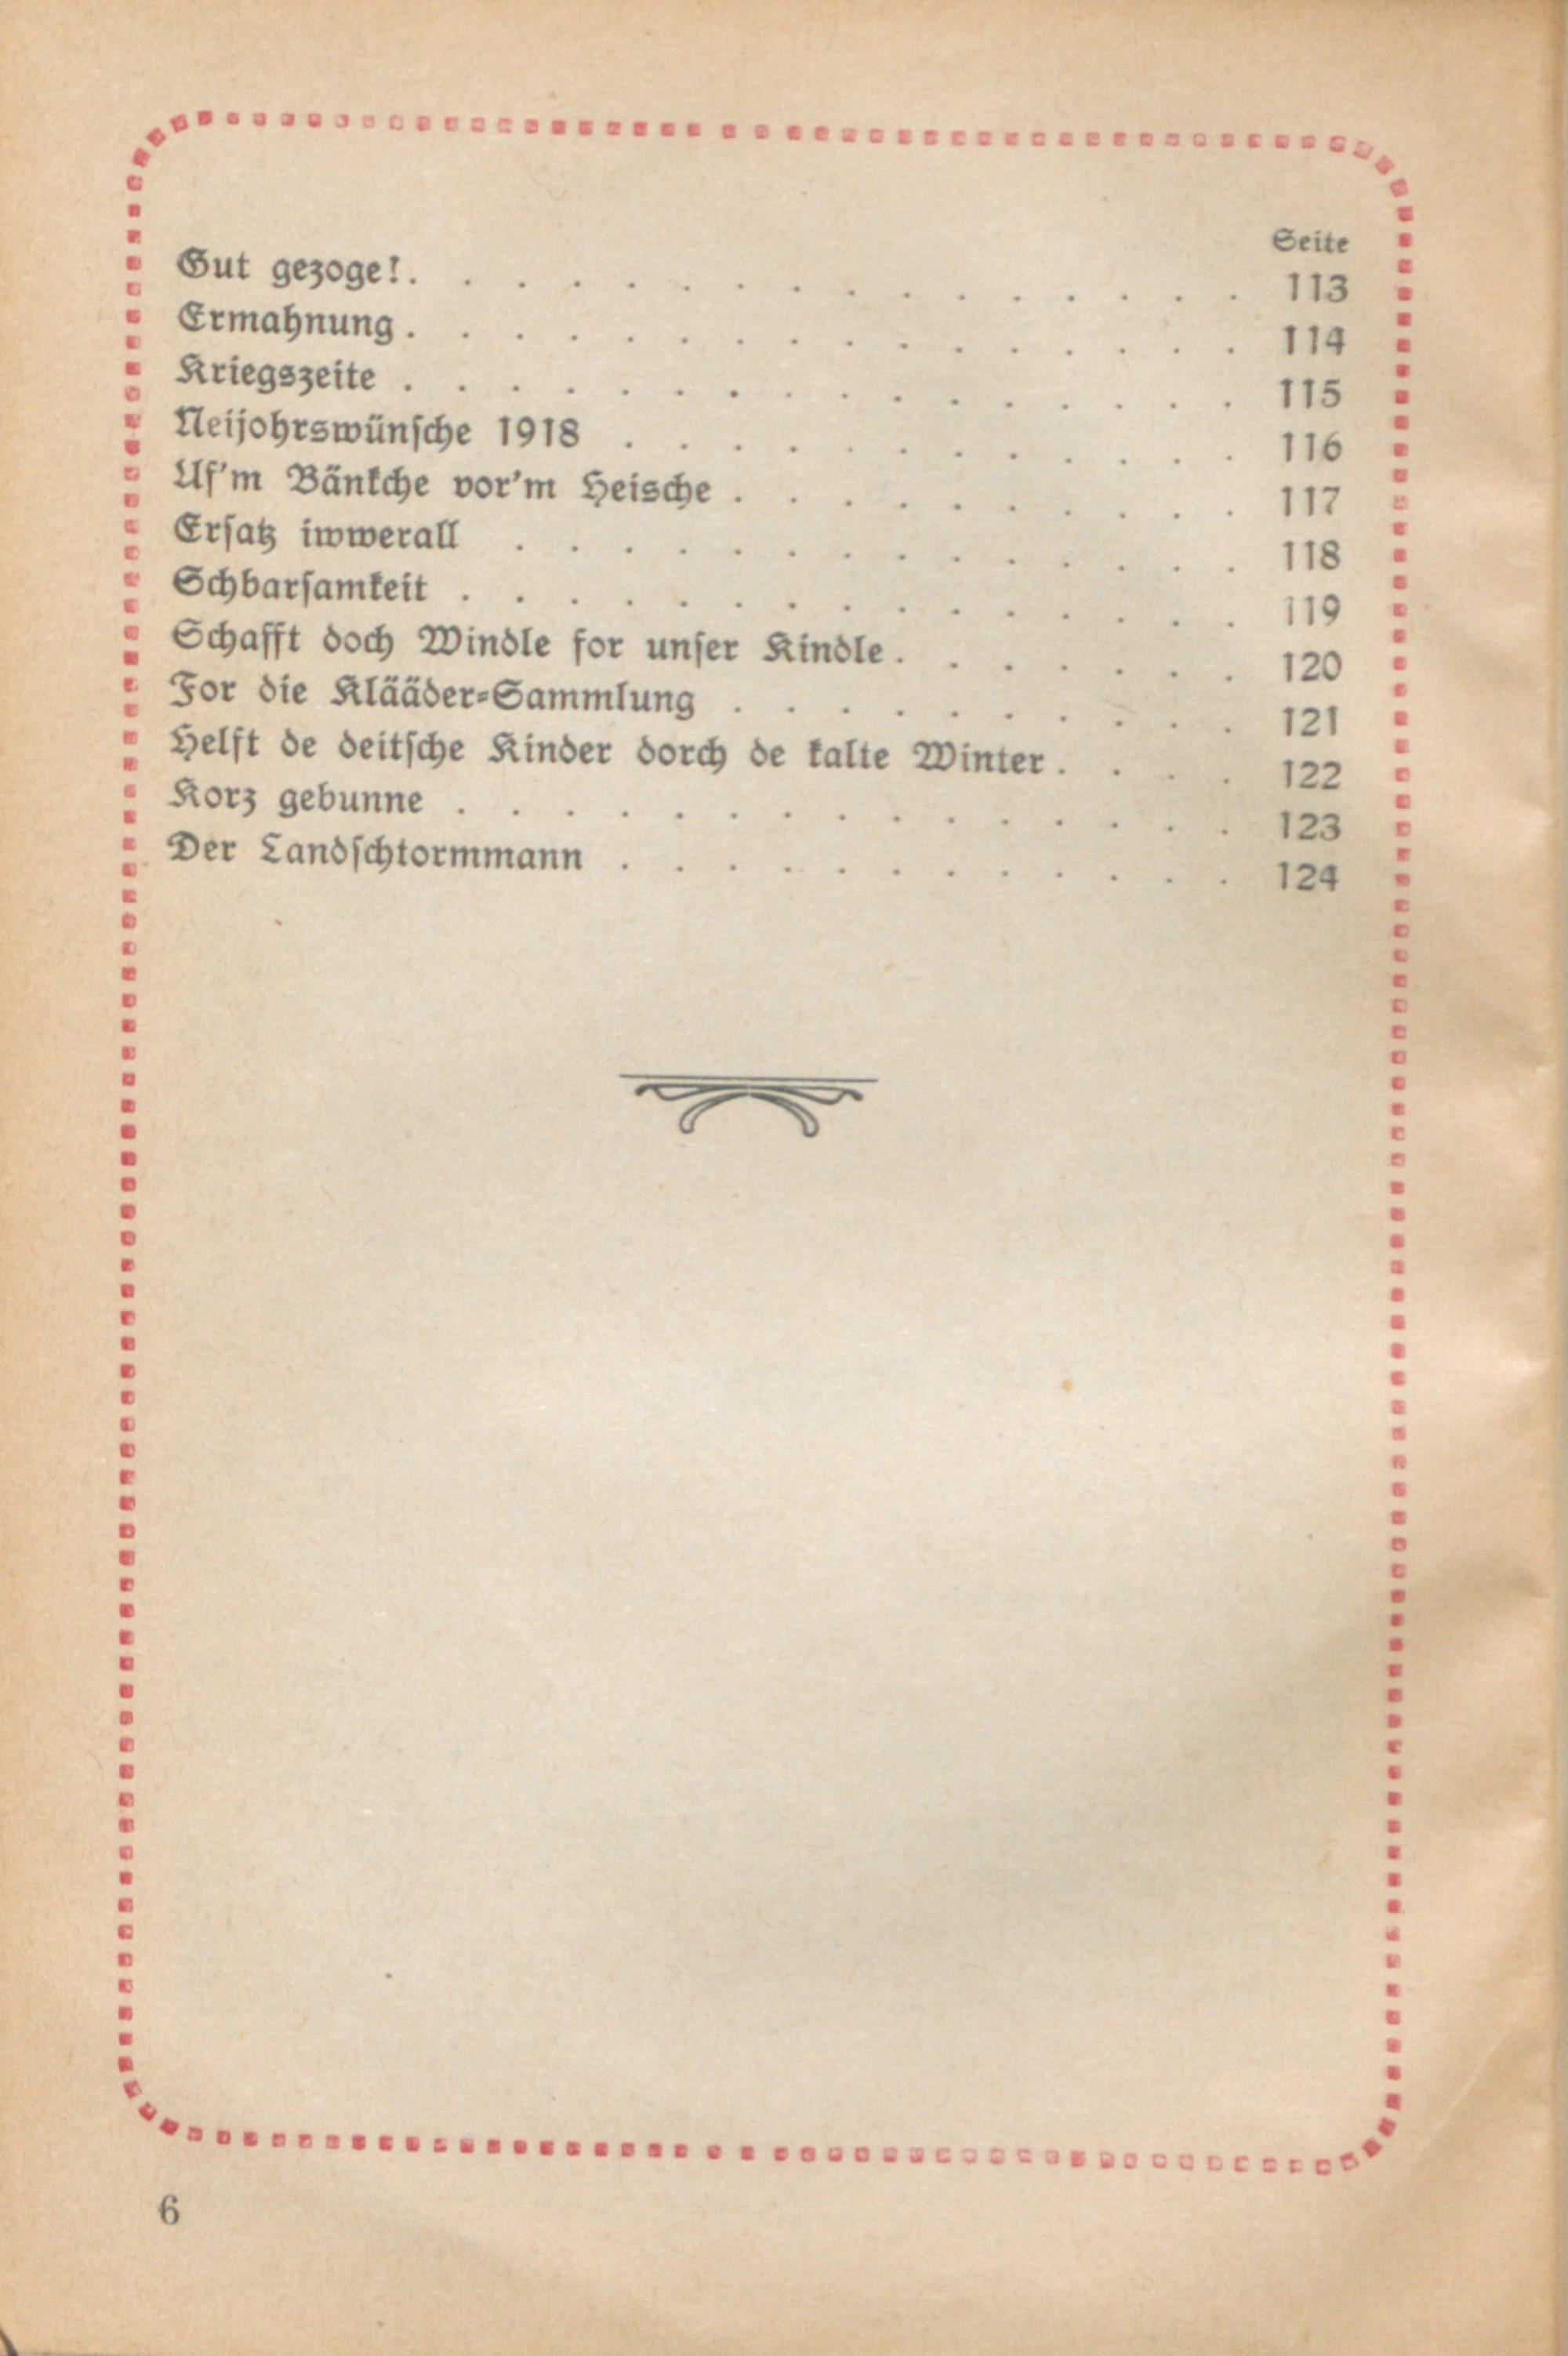 Seite
Gut gezoge! . . . . . . . . . . . . . . . . 113
Ermahnung . . . . . . . . . . . . . . . . 114
Kriegszeite . . . . . . . . . . . . . . . . 115
Neijohrswünſche 1918 . . . . . . . . . . . . 116
Uf'm Bänkche vor'm Heische . . . . . . . . . . 117
Erſatz iwwerall . . . . . . . . . . . . . . 118
Schbarſamkeit . . . . . . . . . . . . . . . 119
Schafft doch Windle for unſer Kindle . . . . . . . 120
For die Klääder-Sammlung . . . . . . . . . . 121
Helft de deitſche Kinder dorch de kalte Winter . . . . 122
Korz gebunne . . . . . . . . . . . . . . . 123
Der Landſchtormmann . . . . . . . . . . . . 124
6